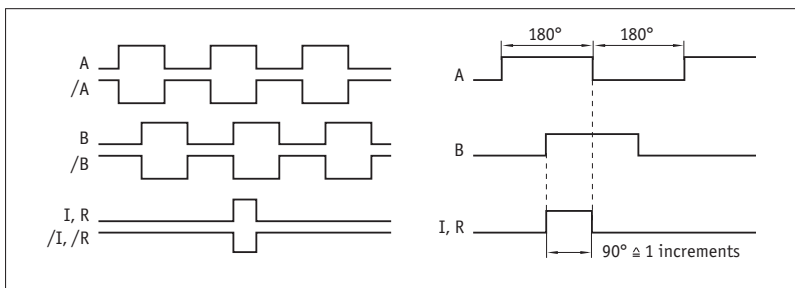 A
/A
B
/B
I, R
/I, /R
180° 180°
A
B
I, R
90° ≙ 1 increments